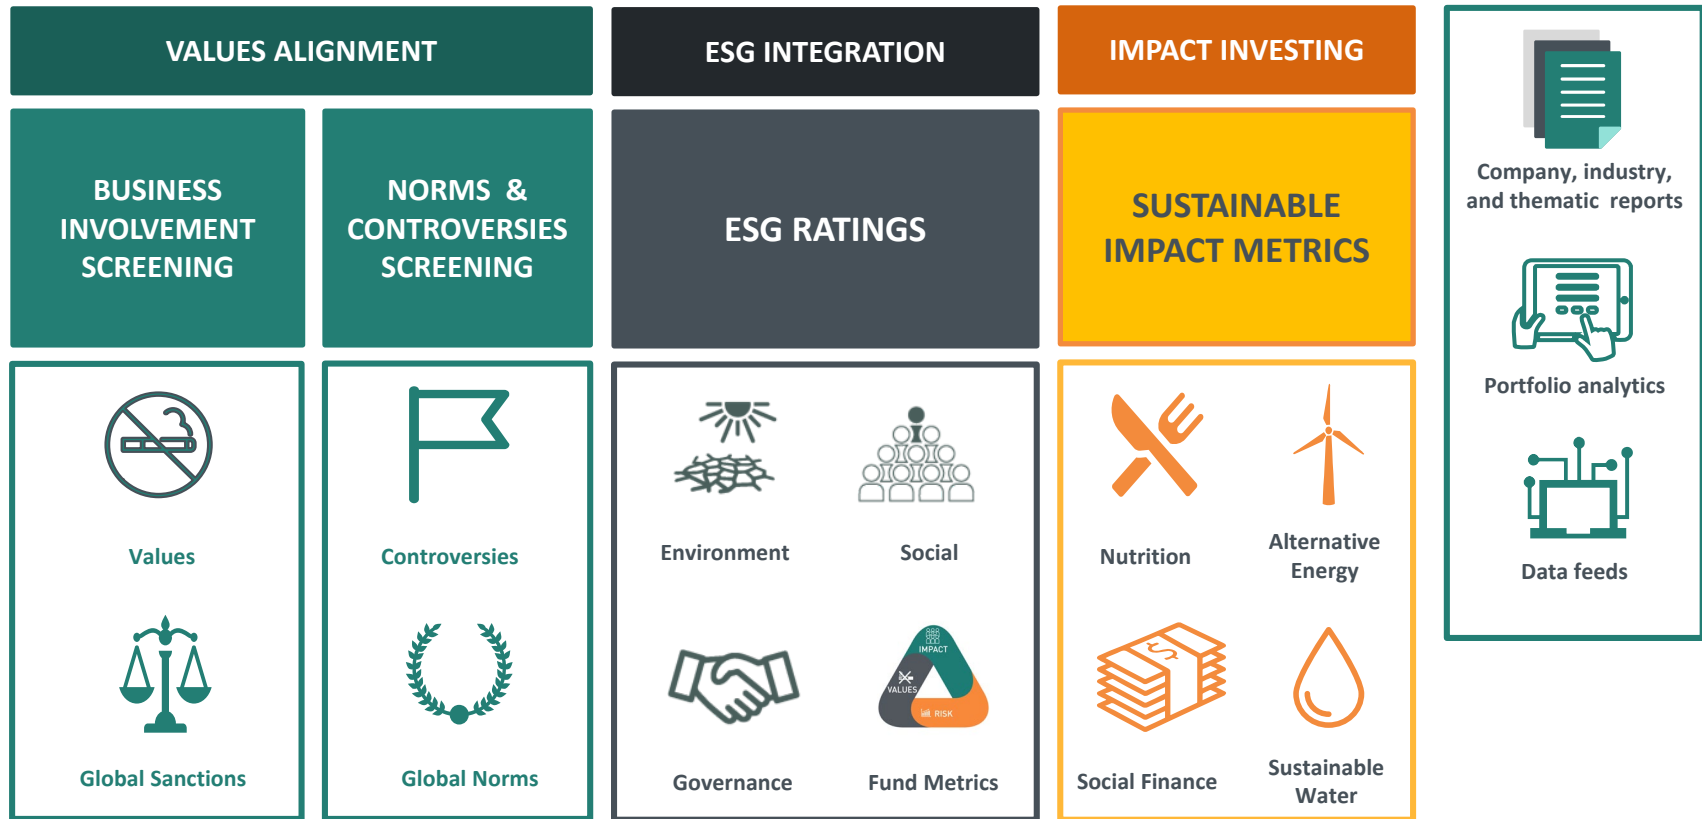 VALUES ALIGNMENT
ESG INTEGRATION
IMPACT INVESTING
BUSINESS
INVOLVEMENT
SCREENING
NORMS &
CONTROVERSIES
SCREENING
ESG RATINGS
SUSTAINABLE
IMPACT METRICS
Values
Global Sanctions
Controversies
Global Norms
Environment
Social
Governance
IMPACT
VALUES
RISK
Fund Metrics
Nutrition
Alternative
Energy
$
Social Finance
Sustainable
Water
Company, industry,
and thematic reports
Portfolio analytics
Data feeds